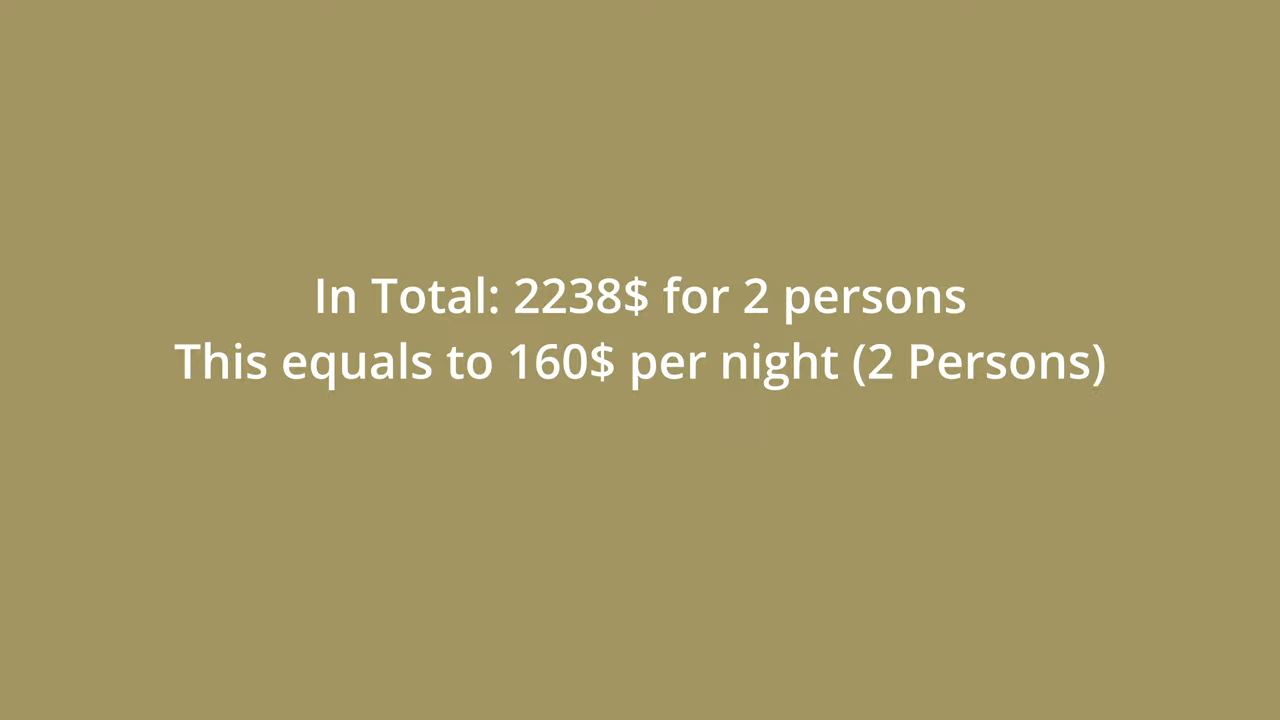 In Total: 2238$ for 2 persons
This equals to 160$ per night (2 Persons)